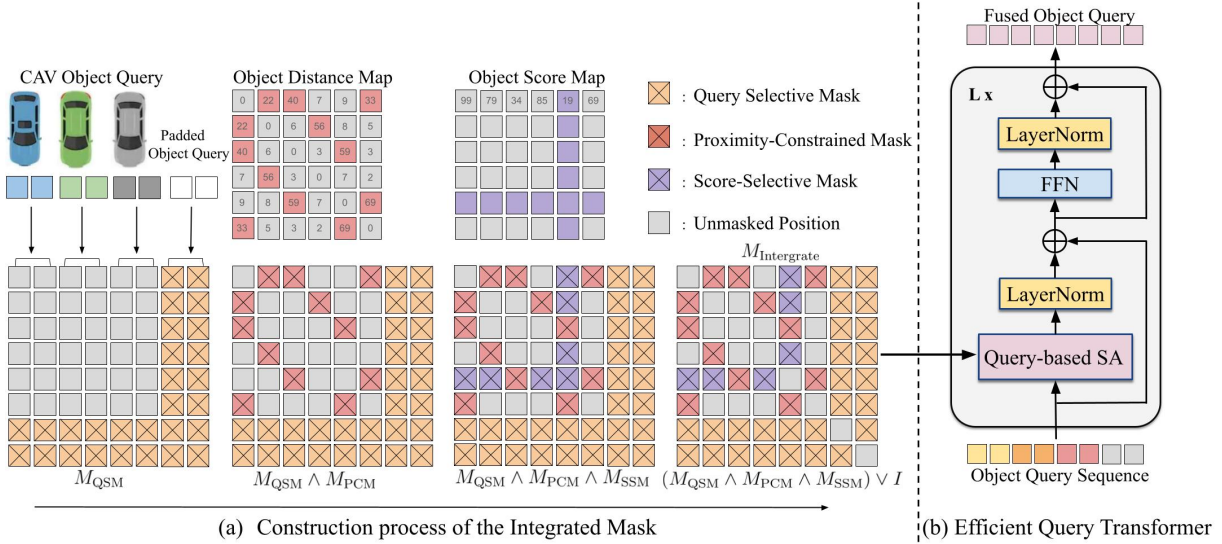 Fused Object Query
CAV Object Query
Object Distance Map
Object Score Map
Padded
Object Query
0 22 40 7 9 33
22 0 6 56 8 5
40 6 0 3 59 3
7 56 3 0 7 2
9 8 59 7 0 69
33 5 3 2 69 0
99 79 34 85 19 69
: Query Selective Mask
: Proximity-Constrained Mask
: Score-Selective Mask
: Unmasked Position
M_Intergrate
L x
LayerNorm
FFN
LayerNorm
Query-based SA
Object Query Sequence
M_QSM
M_QSM ∧ M_PCM
M_QSM ∧ M_PCM ∧ M_SSM
(M_QSM ∧ M_PCM ∧ M_SSM) ∨ I
(a) Construction process of the Integrated Mask
(b) Efficient Query Transformer